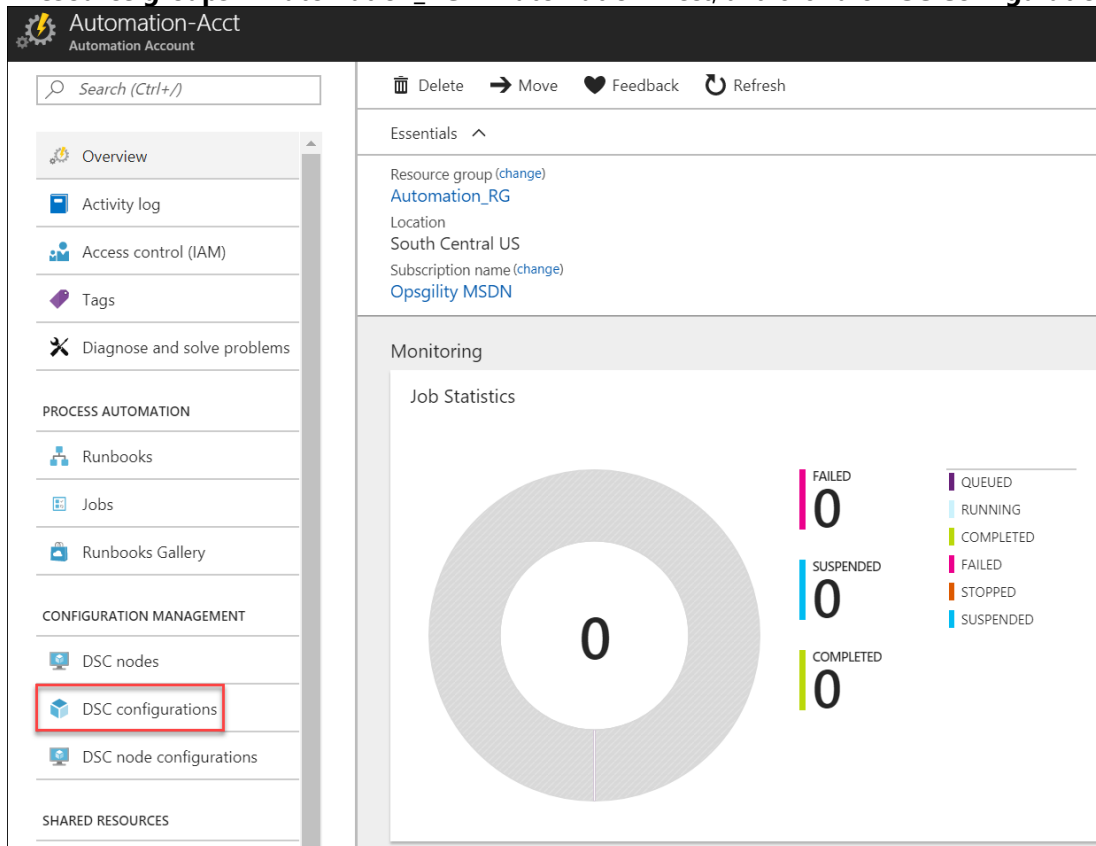 Automation-Acct
Automation Account
Search (Ctrl+/)
Overview
Activity log
Access control (IAM)
Tags
Diagnose and solve problems
PROCESS AUTOMATION
Runbooks
Jobs
Runbooks Gallery
CONFIGURATION MANAGEMENT
DSC nodes
DSC configurations
DSC node configurations
SHARED RESOURCES
Delete Move Feedback Refresh
Essentials
Resource group (change)
Automation_RG
Location
South Central US
Subscription name (change)
Opsgility MSDN
Monitoring
Job Statistics
0
FAILED
0
SUSPENDED
0
COMPLETED
0
QUEUED
RUNNING
COMPLETED
FAILED
STOPPED
SUSPENDED